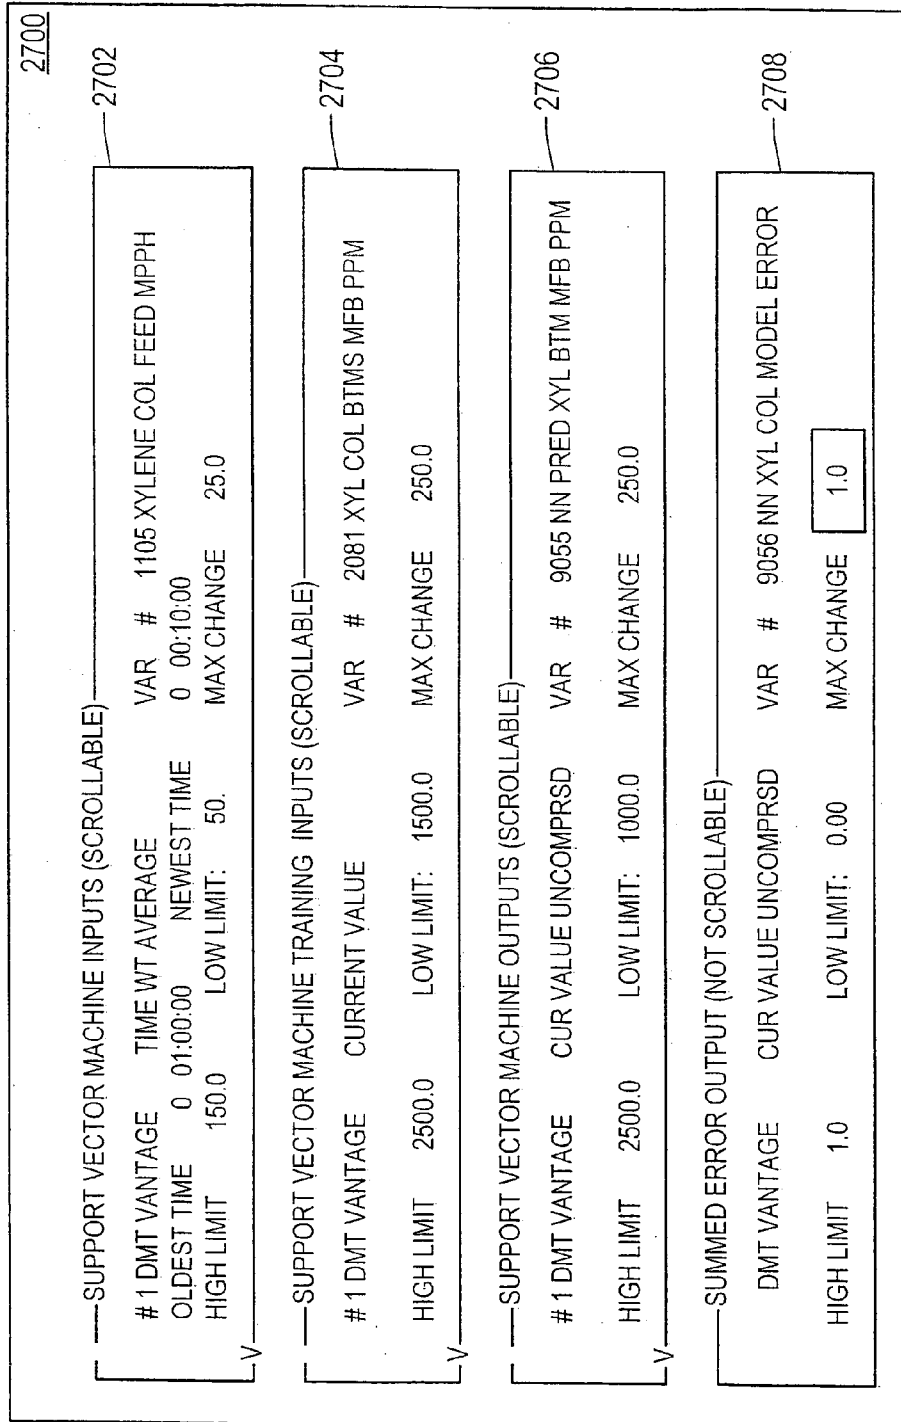 2700
SUPPORT VECTOR MACHINE INPUTS (SCROLLABLE)
2702
# 1 DMT VANTAGE TIME WT AVERAGE VAR # 1105 XYLENE COL FEED MPPH
OLDEST TIME 0 01:00:00 NEWEST TIME 0 00:10:00
HIGH LIMIT 150.0 LOW LIMIT: 50. MAX CHANGE 25.0
V
SUPPORT VECTOR MACHINE TRAINING INPUTS (SCROLLABLE)
2704
# 1 DMT VANTAGE CURRENT VALUE VAR # 2081 XYL COL BTMS MFB PPM
HIGH LIMIT 2500.0 LOW LIMIT: 1500.0 MAX CHANGE 250.0
V
SUPPORT VECTOR MACHINE OUTPUTS (SCROLLABLE)
2706
# 1 DMT VANTAGE CUR VALUE UNCOMPRSD VAR # 9055 NN PRED XYL BTM MFB PPM
HIGH LIMIT 2500.0 LOW LIMIT: 1000.0 MAX CHANGE 250.0
V
SUMMED ERROR OUTPUT (NOT SCROLLABLE)
2708
DMT VANTAGE CUR VALUE UNCOMPRSD VAR # 9056 NN XYL COL MODEL ERROR
HIGH LIMIT 1.0 LOW LIMIT: 0.00 MAX CHANGE 1.0